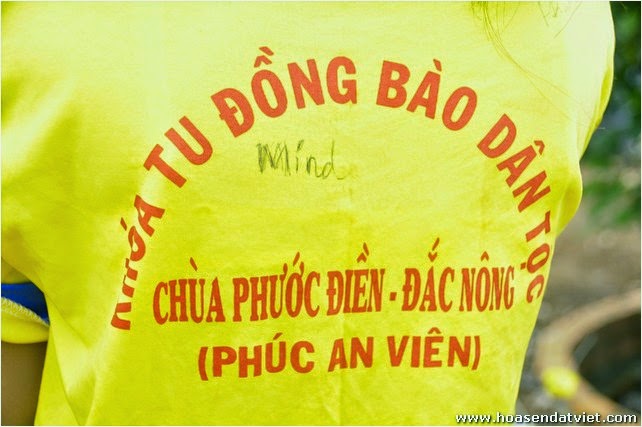 KHÓA TU ĐỒNG BÀO DÂN TỘC
Mind
CHÙA PHƯỚC ĐIỀN - ĐẮC NÔNG
(PHÚC AN VIÊN)
www.hoasendatviet.com